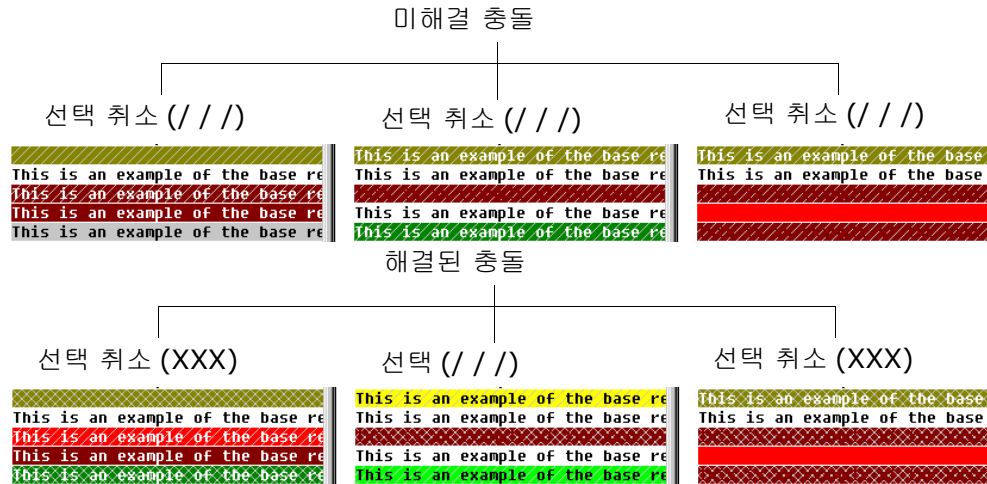 미해결 충돌
선택 취소 (/ / /)
선택 취소 (/ / /)
선택 취소 (/ / /)
This is an example of the base re
This is an example of the base re
This is an example of the base re
This is an example of the base re
This is an example of the base re
This is an example of the base re
This is an example of the base re
This is an example of the base re
This is an example of the base
This is an example of the base
해결된 충돌
선택 취소 (XXX)
선택 (/ / /)
선택 취소 (XXX)
This is an example of the base re
This is an example of the base re
This is an example of the base re
This is an example of the base re
This is an example of the base re
This is an example of the base re
This is an example of the base re
This is an example of the base re
This is an example of the base
This is an example of the base